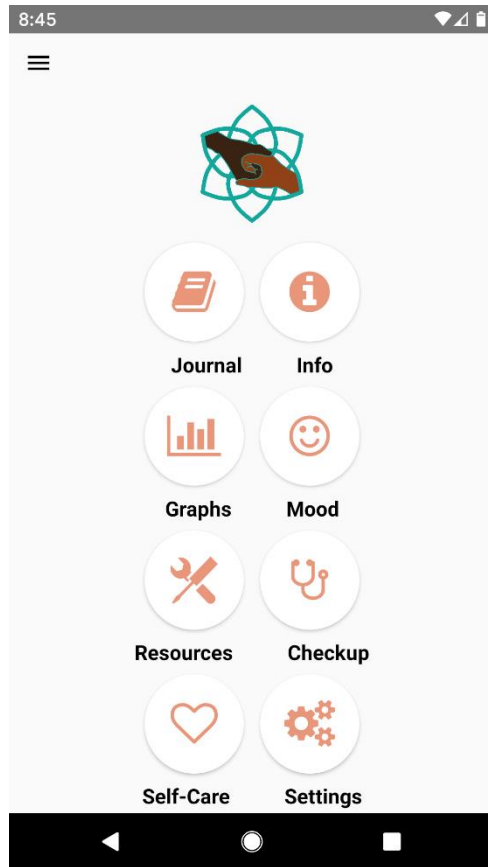 8:45
Journal Info
Graphs Mood
Resources Checkup
Self-Care Settings